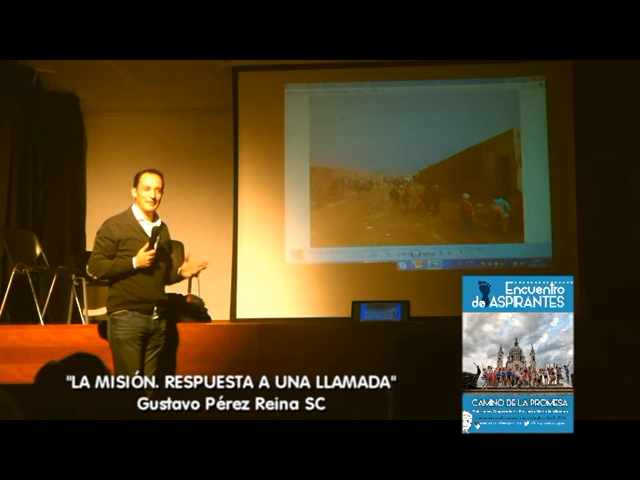 Encuentro
de ASPIRANTES
CAMINO DE LA PROMESA
"LA MISIÓN. RESPUESTA A UNA LLAMADA"
Gustavo Pérez Reina SC